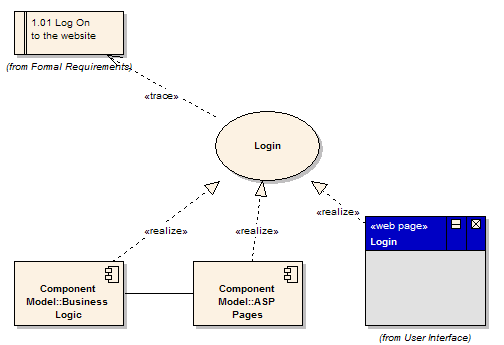 1.01 Log On
to the website
(from Formal Requirements)
«trace»
Login
«realize»
«realize»
«realize»
«web page»
Login
Component
Model::Business
Logic
Component
Model::ASP
Pages
(from User Interface)